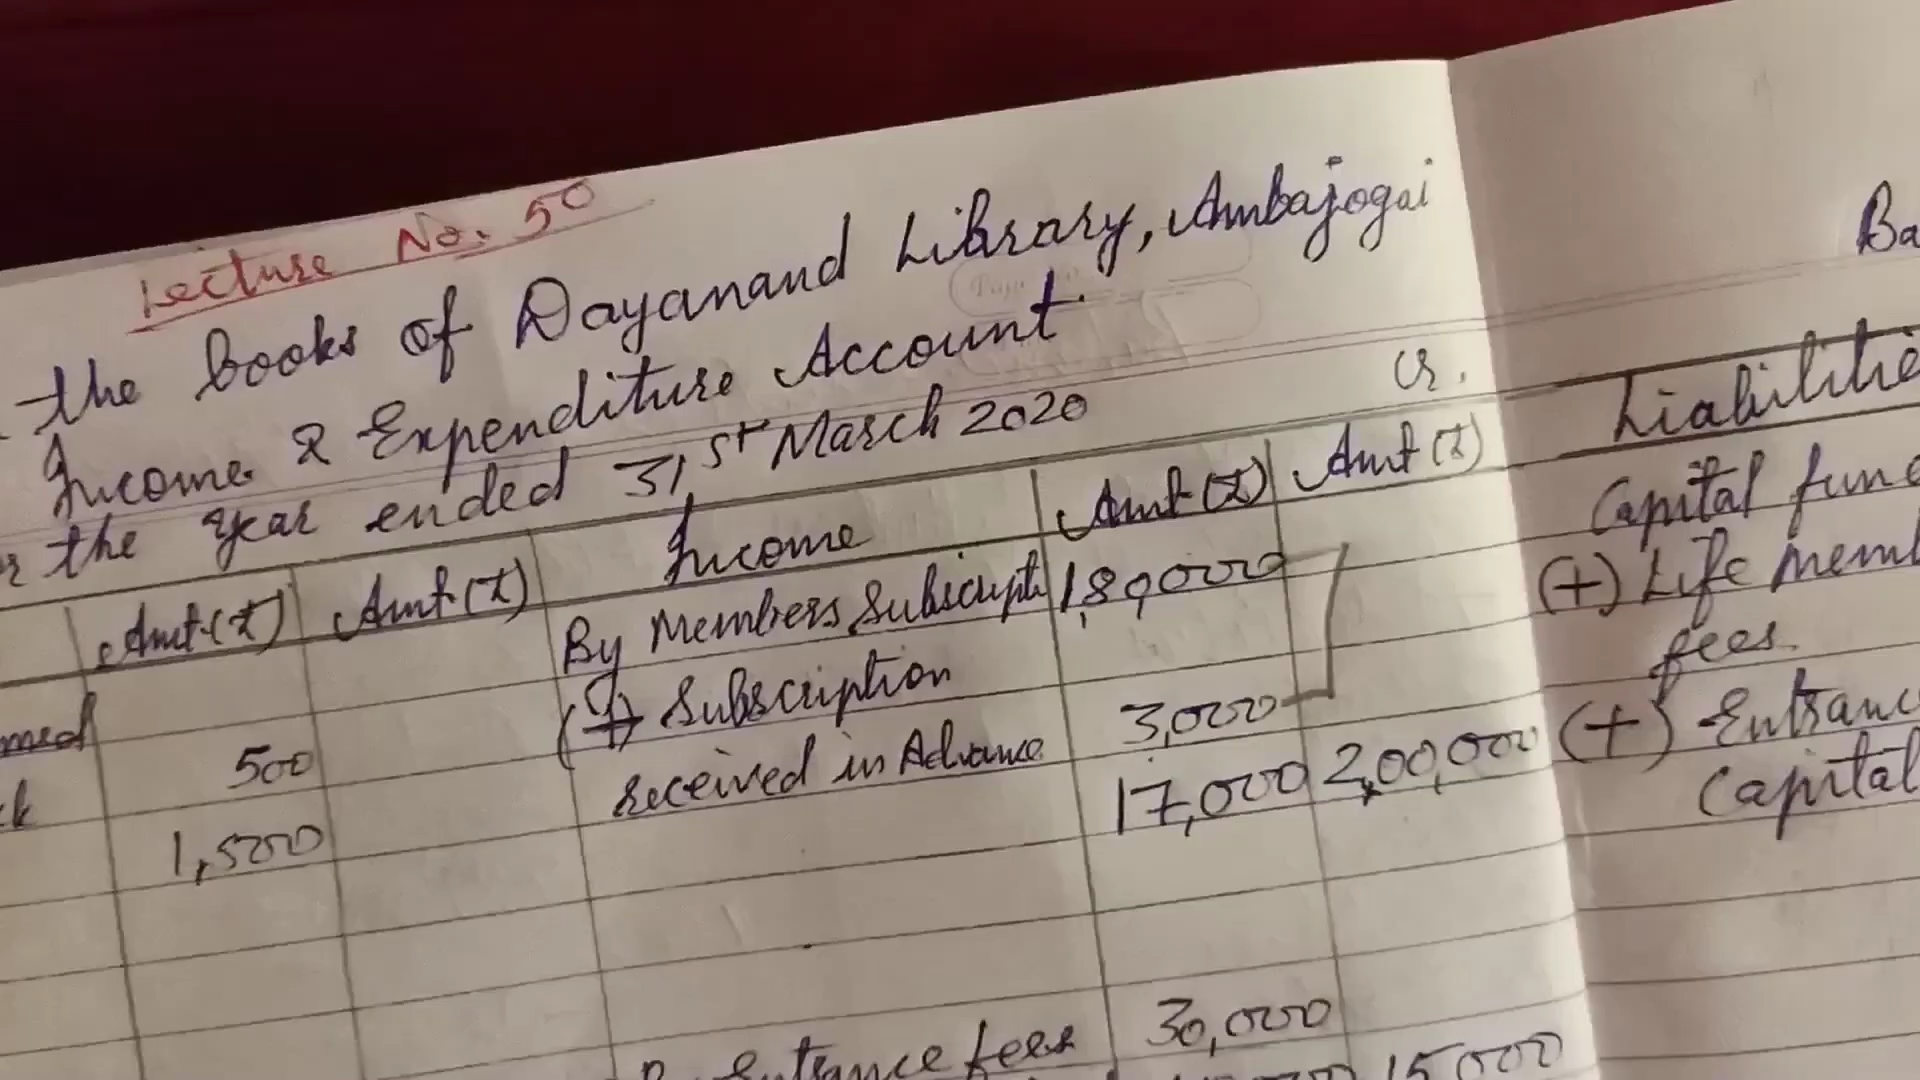 Lecture No. 50
the books of Dayanand Library, Ambajogai
Income & Expenditure Account
the year ended 31st March 2020
Cr.
Amt.(₹) Amt.(₹) Income Amt.(₹) Amt.(₹)
By Members Subscript 1,80,000
(+) Subscription 3,000
received in Advance 17,000 2,00,000
500
1,500
Entrance fees 30,000
15,000
Ba
Liabilitie
Capital fun
(+) Life Mem
fees.
(+) Entranc
Capital